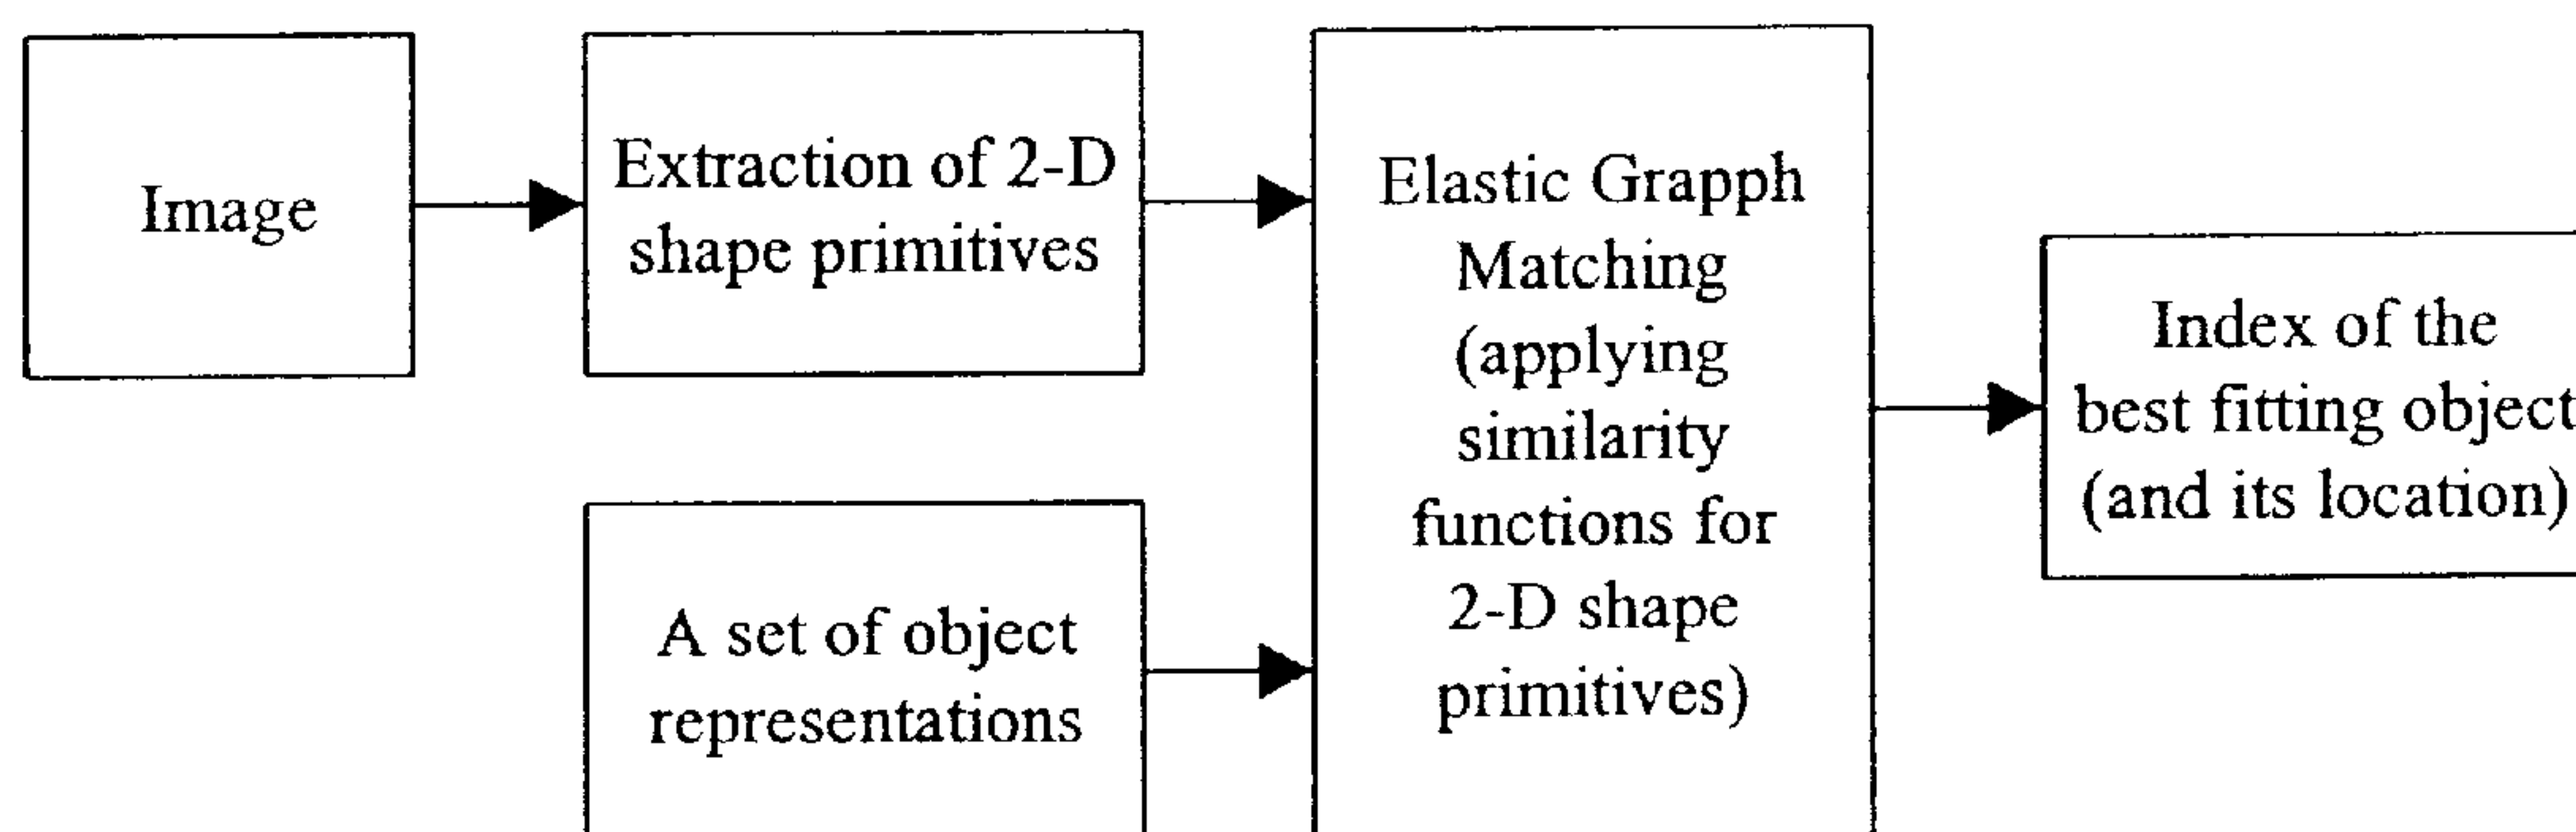 Image
Extraction of 2-D
shape primitives
A set of object
representations
Elastic Grapph
Matching
(applying
similarity
functions for
2-D shape
primitives)
Index of the
best fitting object
(and its location)